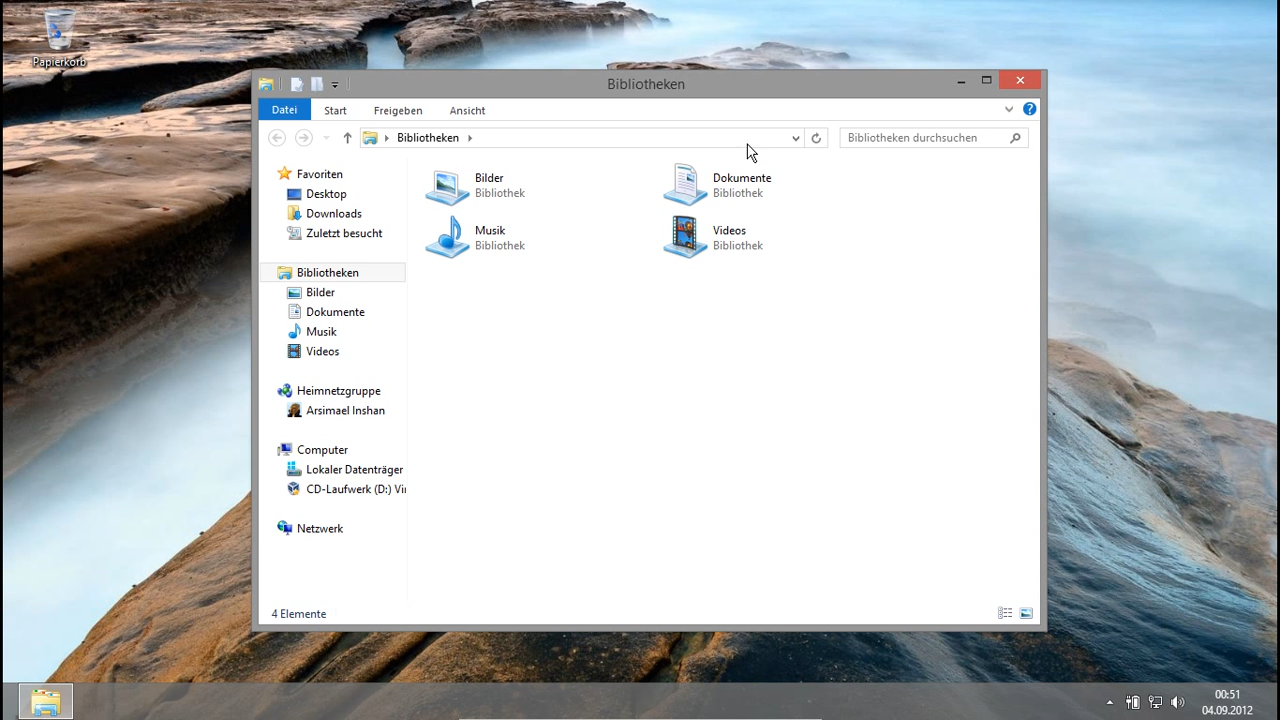 Papierkorb
Bibliotheken
Datei Start Freigeben Ansicht
Bibliotheken Bibliotheken durchsuchen
Favoriten
Desktop
Downloads
Zuletzt besucht
Bibliotheken
Bilder
Dokumente
Musik
Videos
Heimnetzgruppe
Arsimael Inshan
Computer
Lokaler Datenträger
CD-Laufwerk (D:) Vir
Netzwerk
Bilder
Bibliothek
Dokumente
Bibliothek
Musik
Bibliothek
Videos
Bibliothek
4 Elemente
00:51
04.09.2012